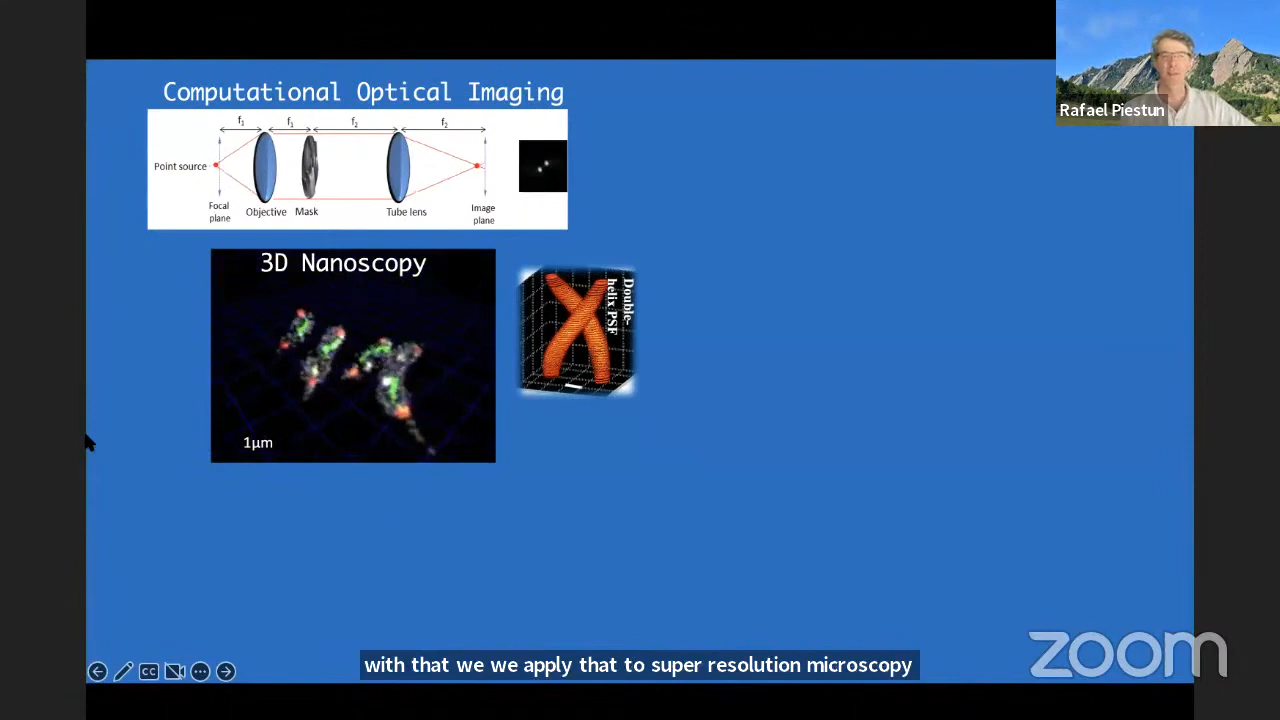 Computational Optical Imaging
f1 f1 f2 f2
Point source
Focal plane
Objective
Mask
Tube lens
Image plane
Rafael Piestun
3D Nanoscopy
1μm
Double-
helix PSF
CC
with that we we apply that to super resolution microscopy
zoom